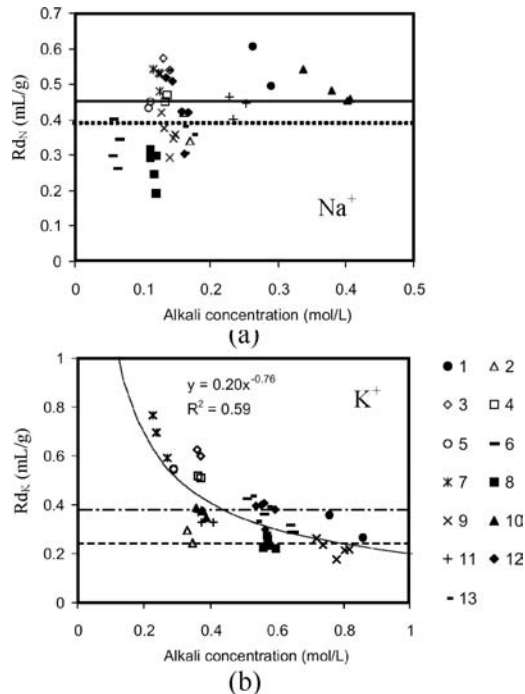 0.7
0.6
0.5
0.4
0.3
0.2
0.1
0
Rd_N (mL/g)
Na⁺
0 0.1 0.2 0.3 0.4 0.5
Alkali concentration (mol/L)
(a)
1
0.8
0.6
0.4
0.2
0
Rd_K (mL/g)
y = 0.20x^-0.76
R² = 0.59
K⁺
0 0.2 0.4 0.6 0.8 1
Alkali concentration (mol/L)
(b)
1 2
3 4
5 6
7 8
9 10
11 12
13